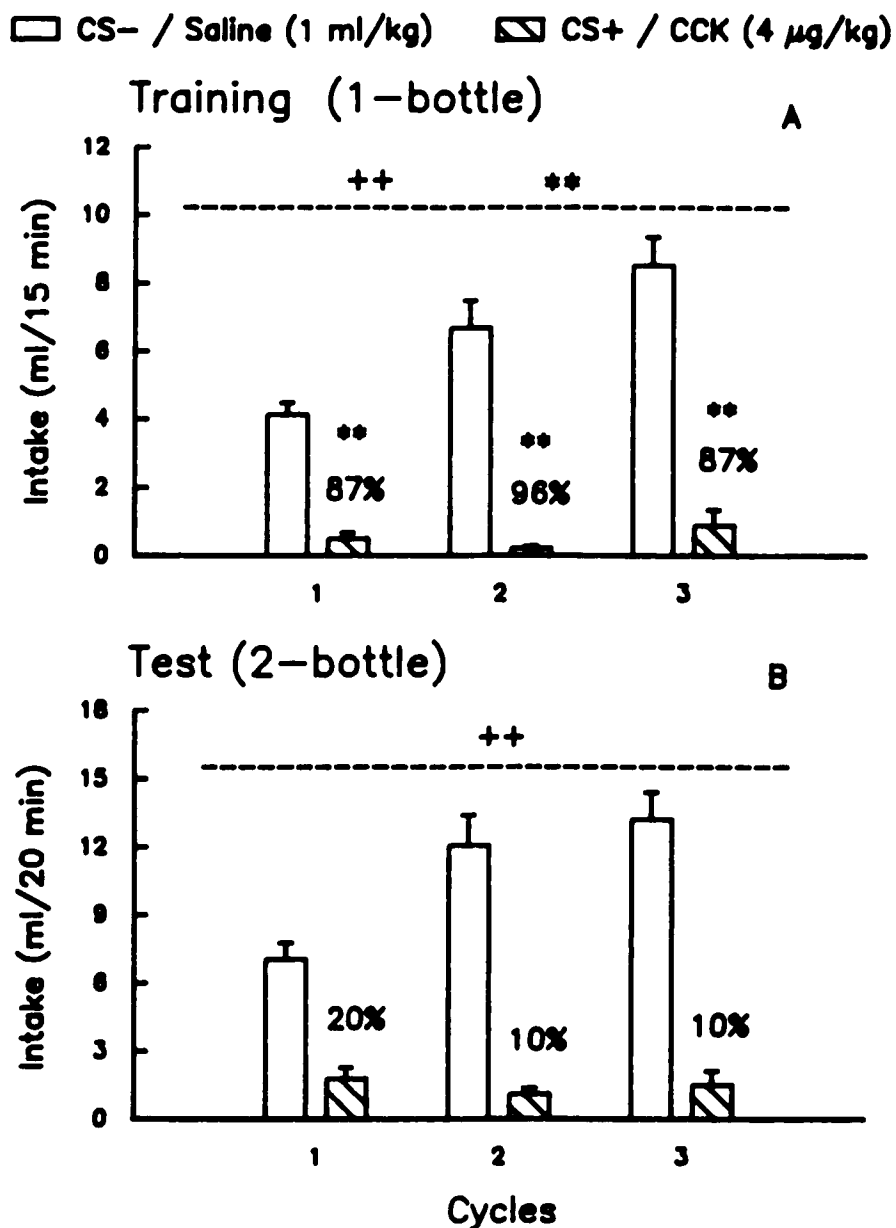 CS− / Saline (1 ml/kg) CS+ / CCK (4 μg/kg)
Training (1−bottle)
A
12
10
8
6
4
2
0
Intake (ml/15 min)
++ **
**
87%
**
96%
**
87%
1 2 3
Test (2−bottle)
B
18
15
12
9
6
3
0
Intake (ml/20 min)
++
20%
10%
10%
1 2 3
Cycles